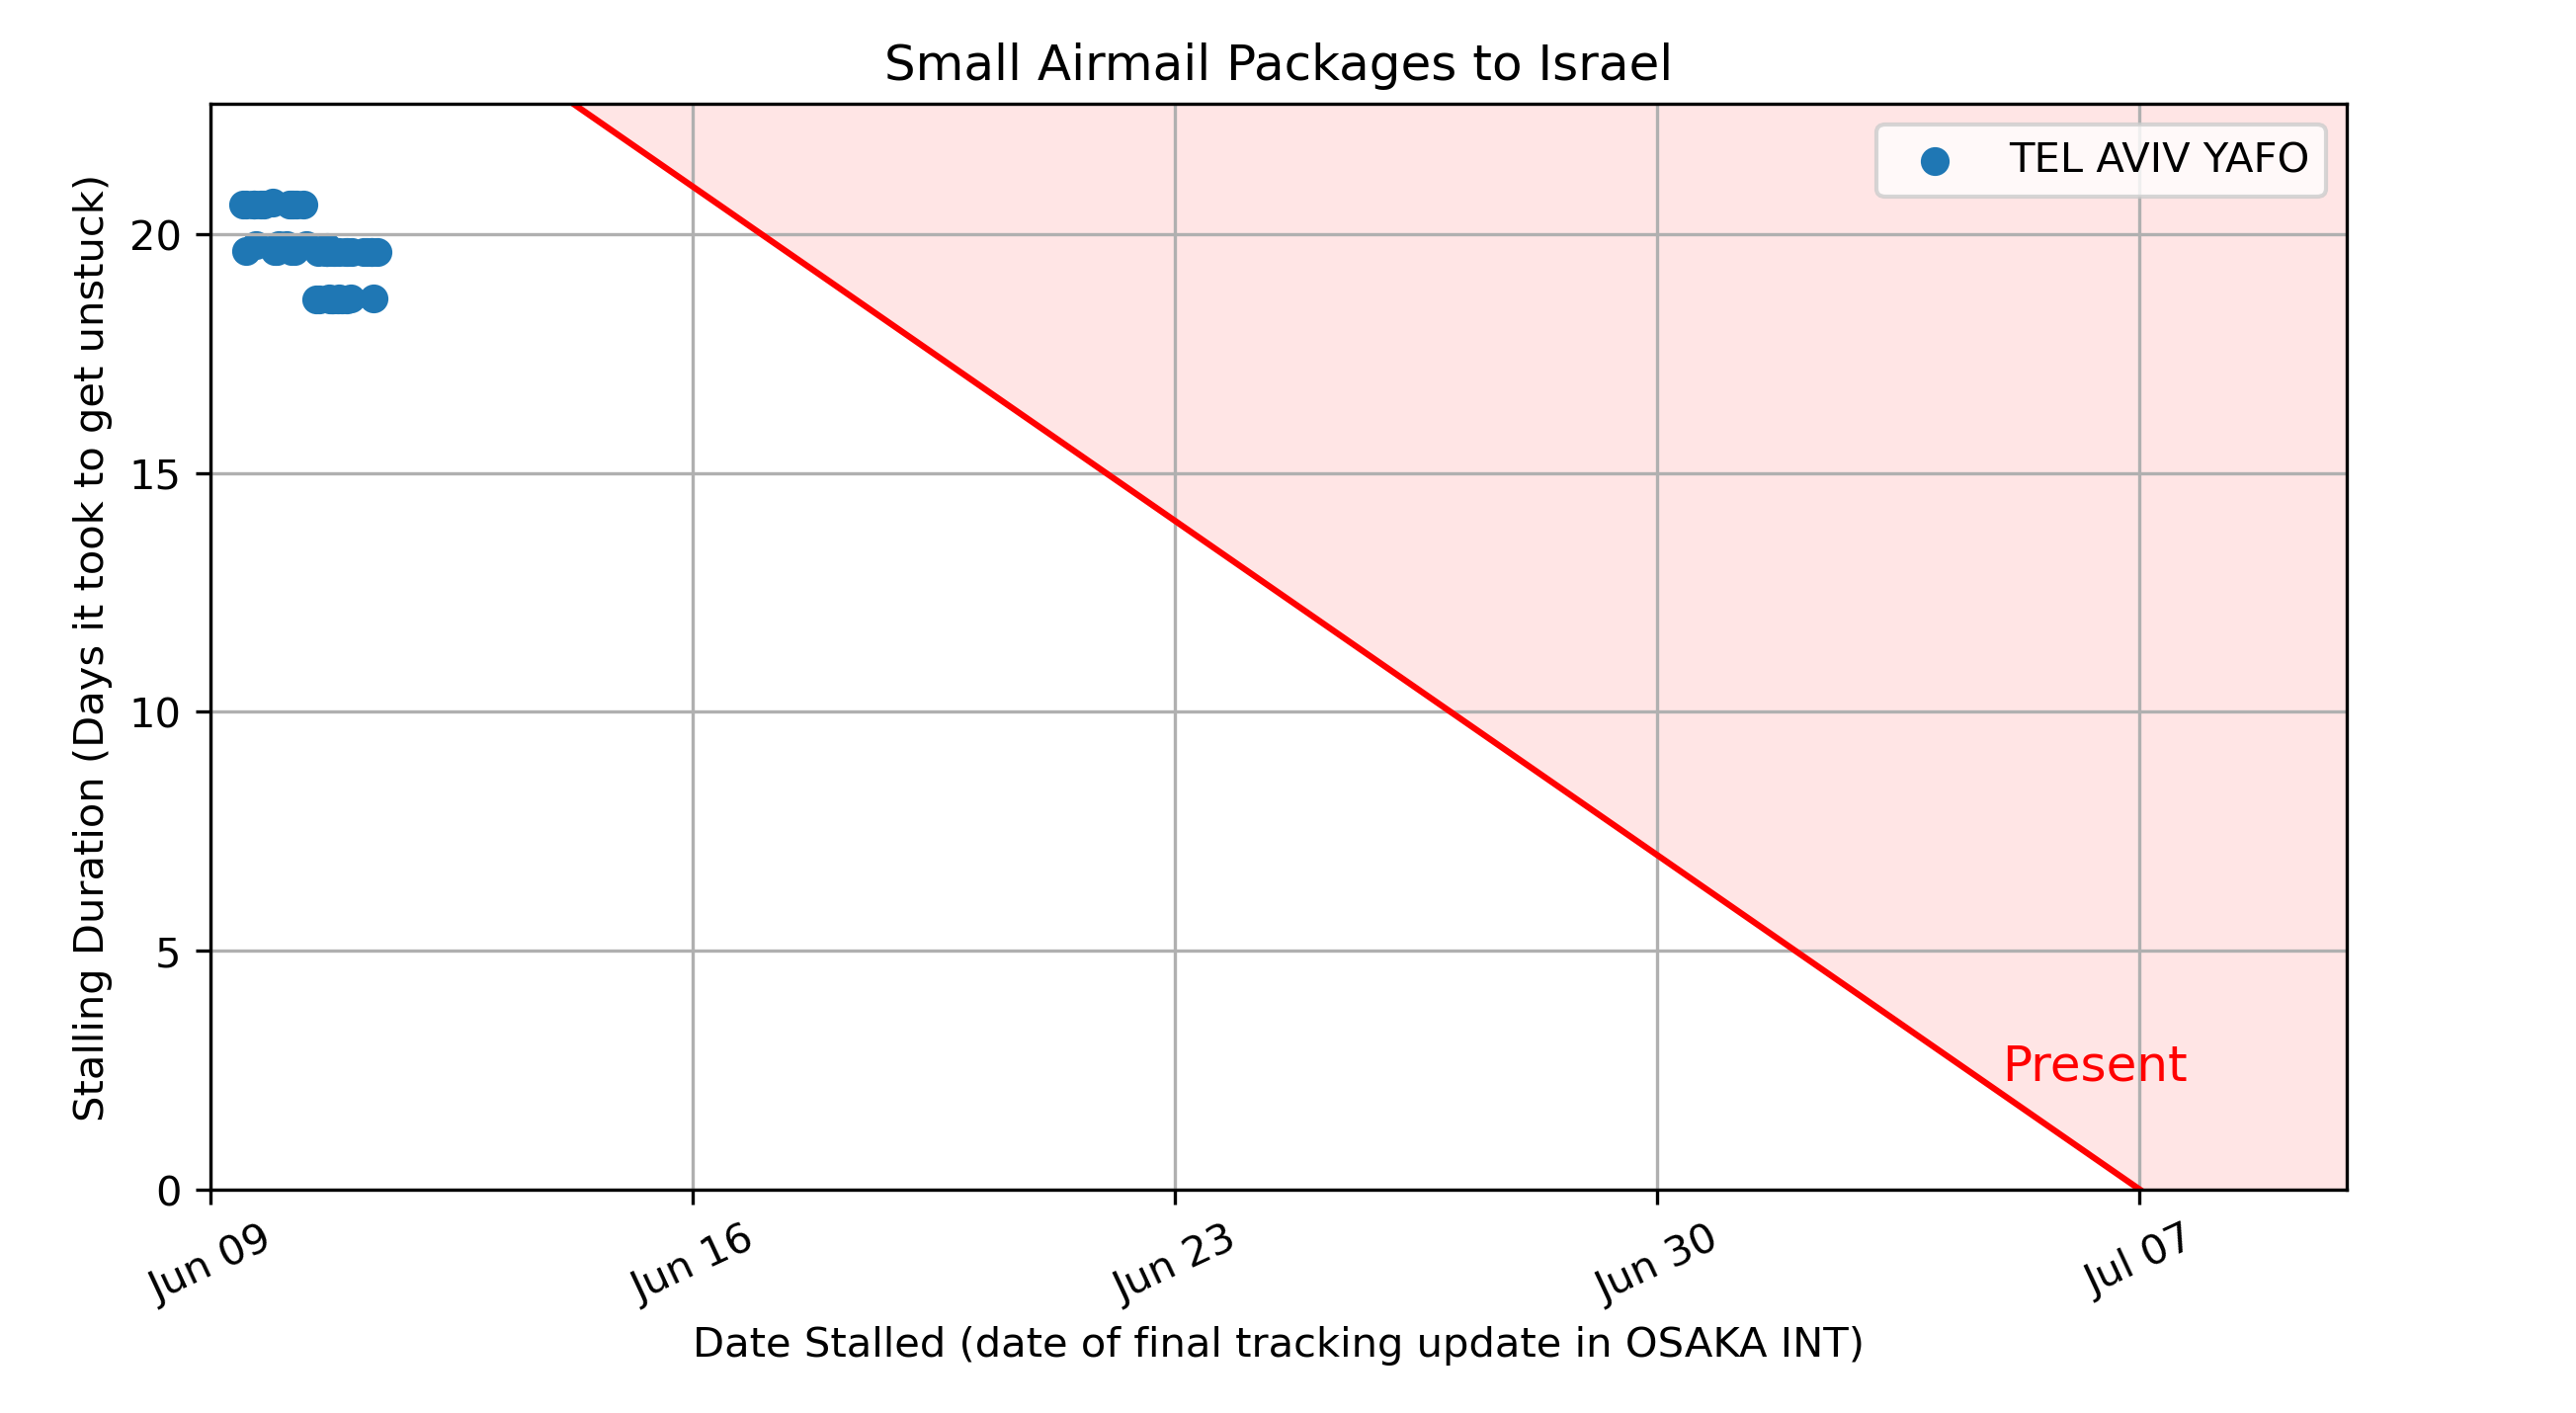 Small Airmail Packages to Israel
TEL AVIV YAFO
Stalling Duration (Days it took to get unstuck)
20
15
10
5
0
Present
Jun 09
Jun 16
Jun 23
Jun 30
Jul 07
Date Stalled (date of final tracking update in OSAKA INT)